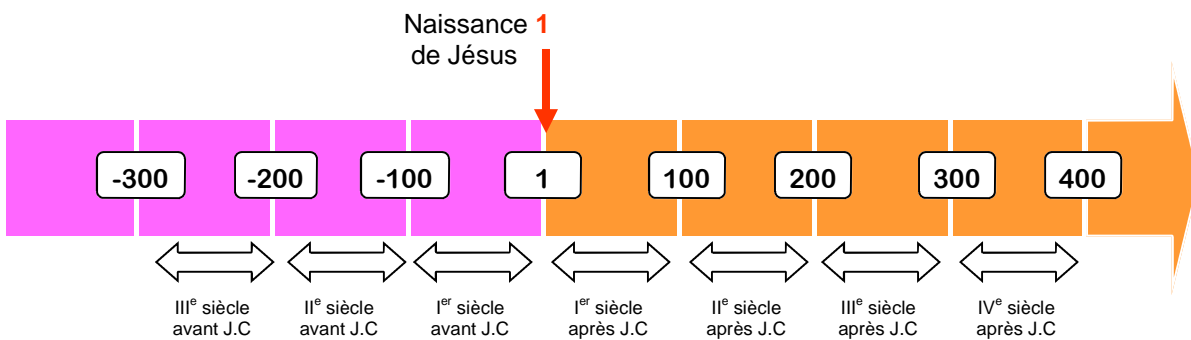 Naissance 1
de Jésus
-300 -200 -100 1 100 200 300 400
IIIe siècle
avant J.C
IIe siècle
avant J.C
Ier siècle
avant J.C
Ier siècle
après J.C
IIe siècle
après J.C
IIIe siècle
après J.C
IVe siècle
après J.C